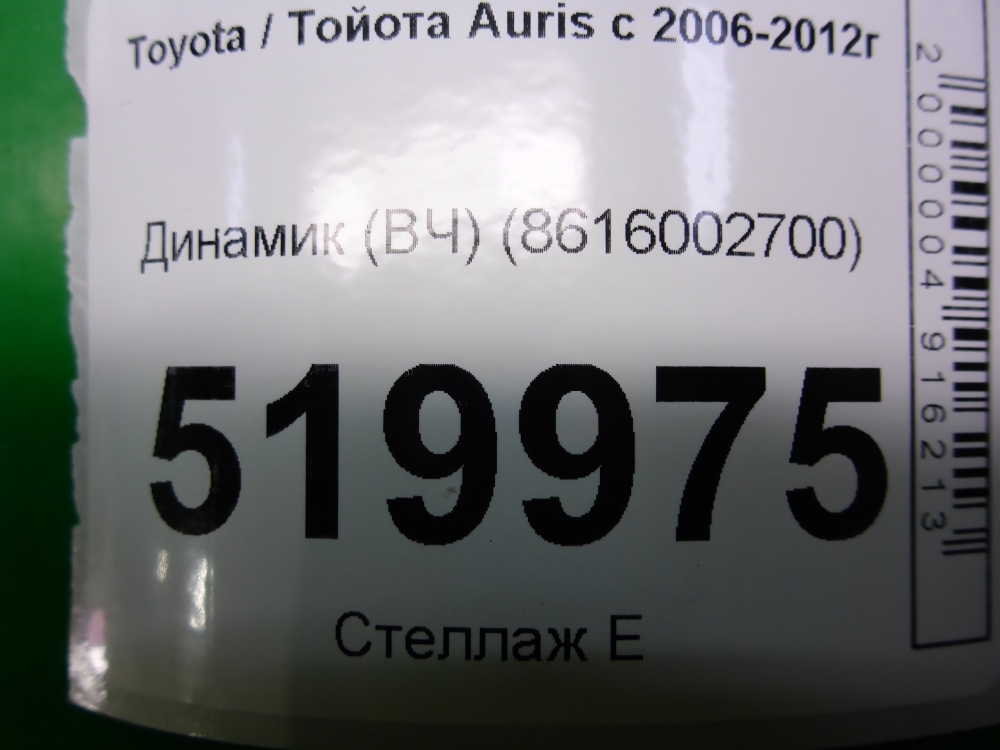 Toyota / Тойота Auris с 2006-2012г
Динамик (ВЧ) (8616002700)
519975
Стеллаж Е
2000004916213